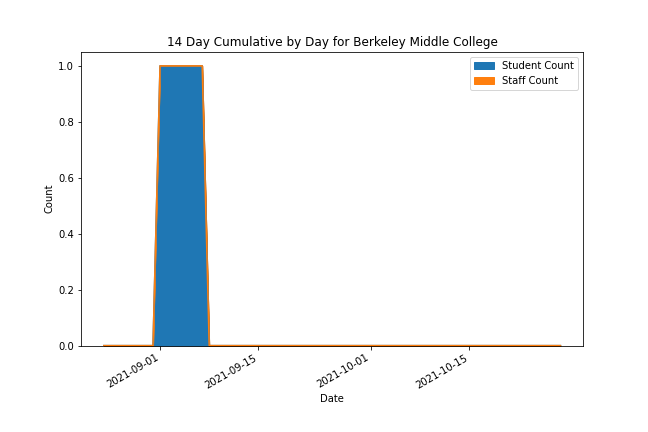 14 Day Cumulative by Day for Berkeley Middle College
Student Count
Staff Count
1.0
0.8
0.6
0.4
0.2
0.0
Count
2021-09-01
2021-09-15
2021-10-01
2021-10-15
Date